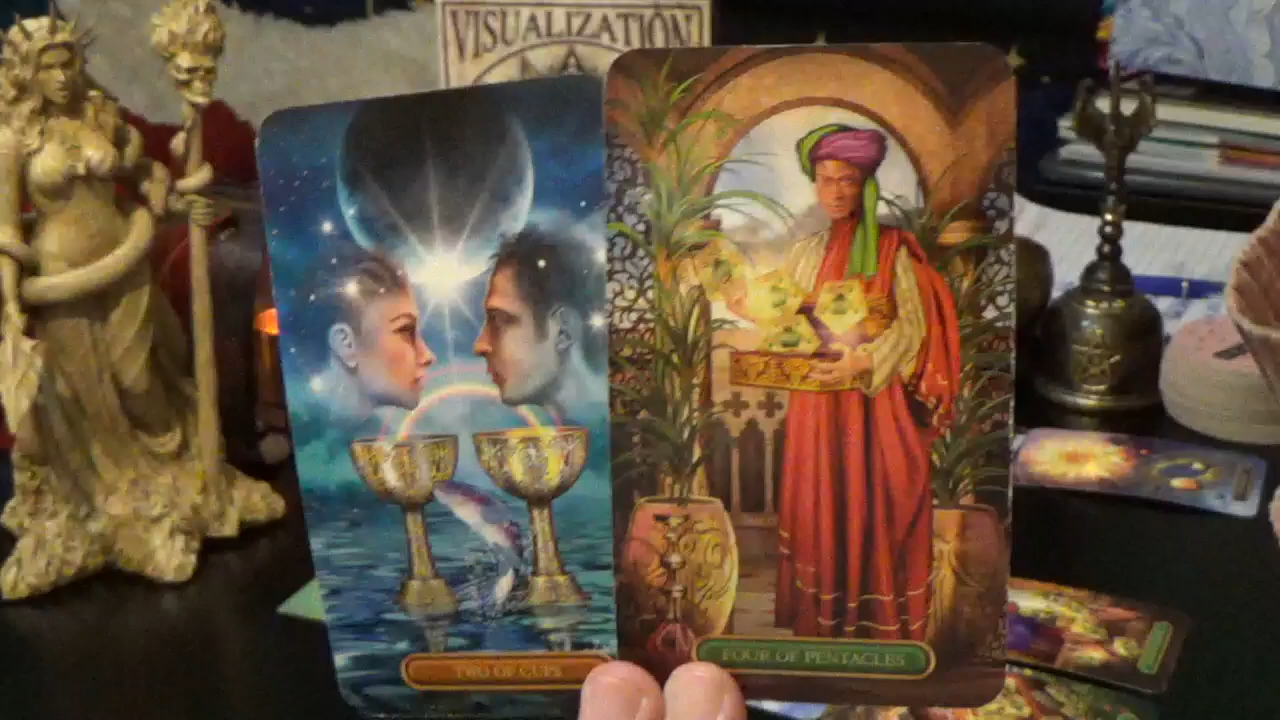 VISUALIZATION
TWO OF CUPS
FOUR OF PENTACLES